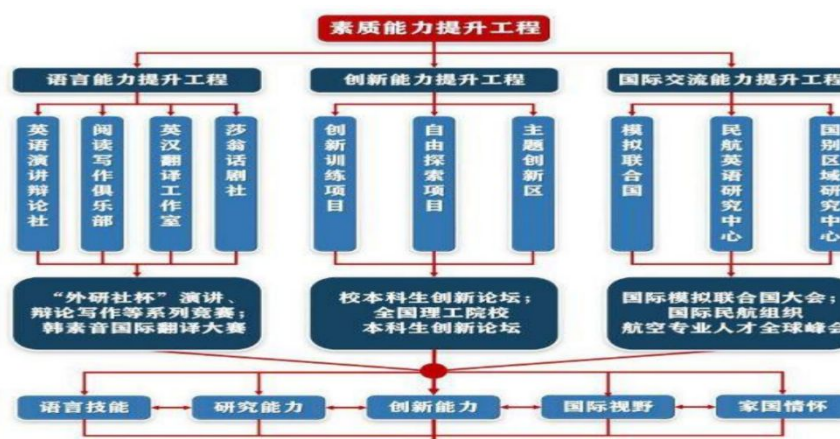 素质能力提升工程
语言能力提升工程
创新能力提升工程
国际交流能力提升工程
英语演讲辩论社
阅读写作俱乐部
英汉翻译工作室
莎翁话剧社
创新训练项目
自由探索项目
主题创新区
模拟联合国
民航英语研究中心
国别区域研究中心
“外研社杯”演讲、
辩论写作等系列竞赛；
韩素音国际翻译大赛
校本科生创新论坛；
全国理工院校
本科生创新论坛
国际模拟联合国大会；
国际民航组织
航空专业人才全球峰会
语言技能
研究能力
创新能力
国际视野
家国情怀